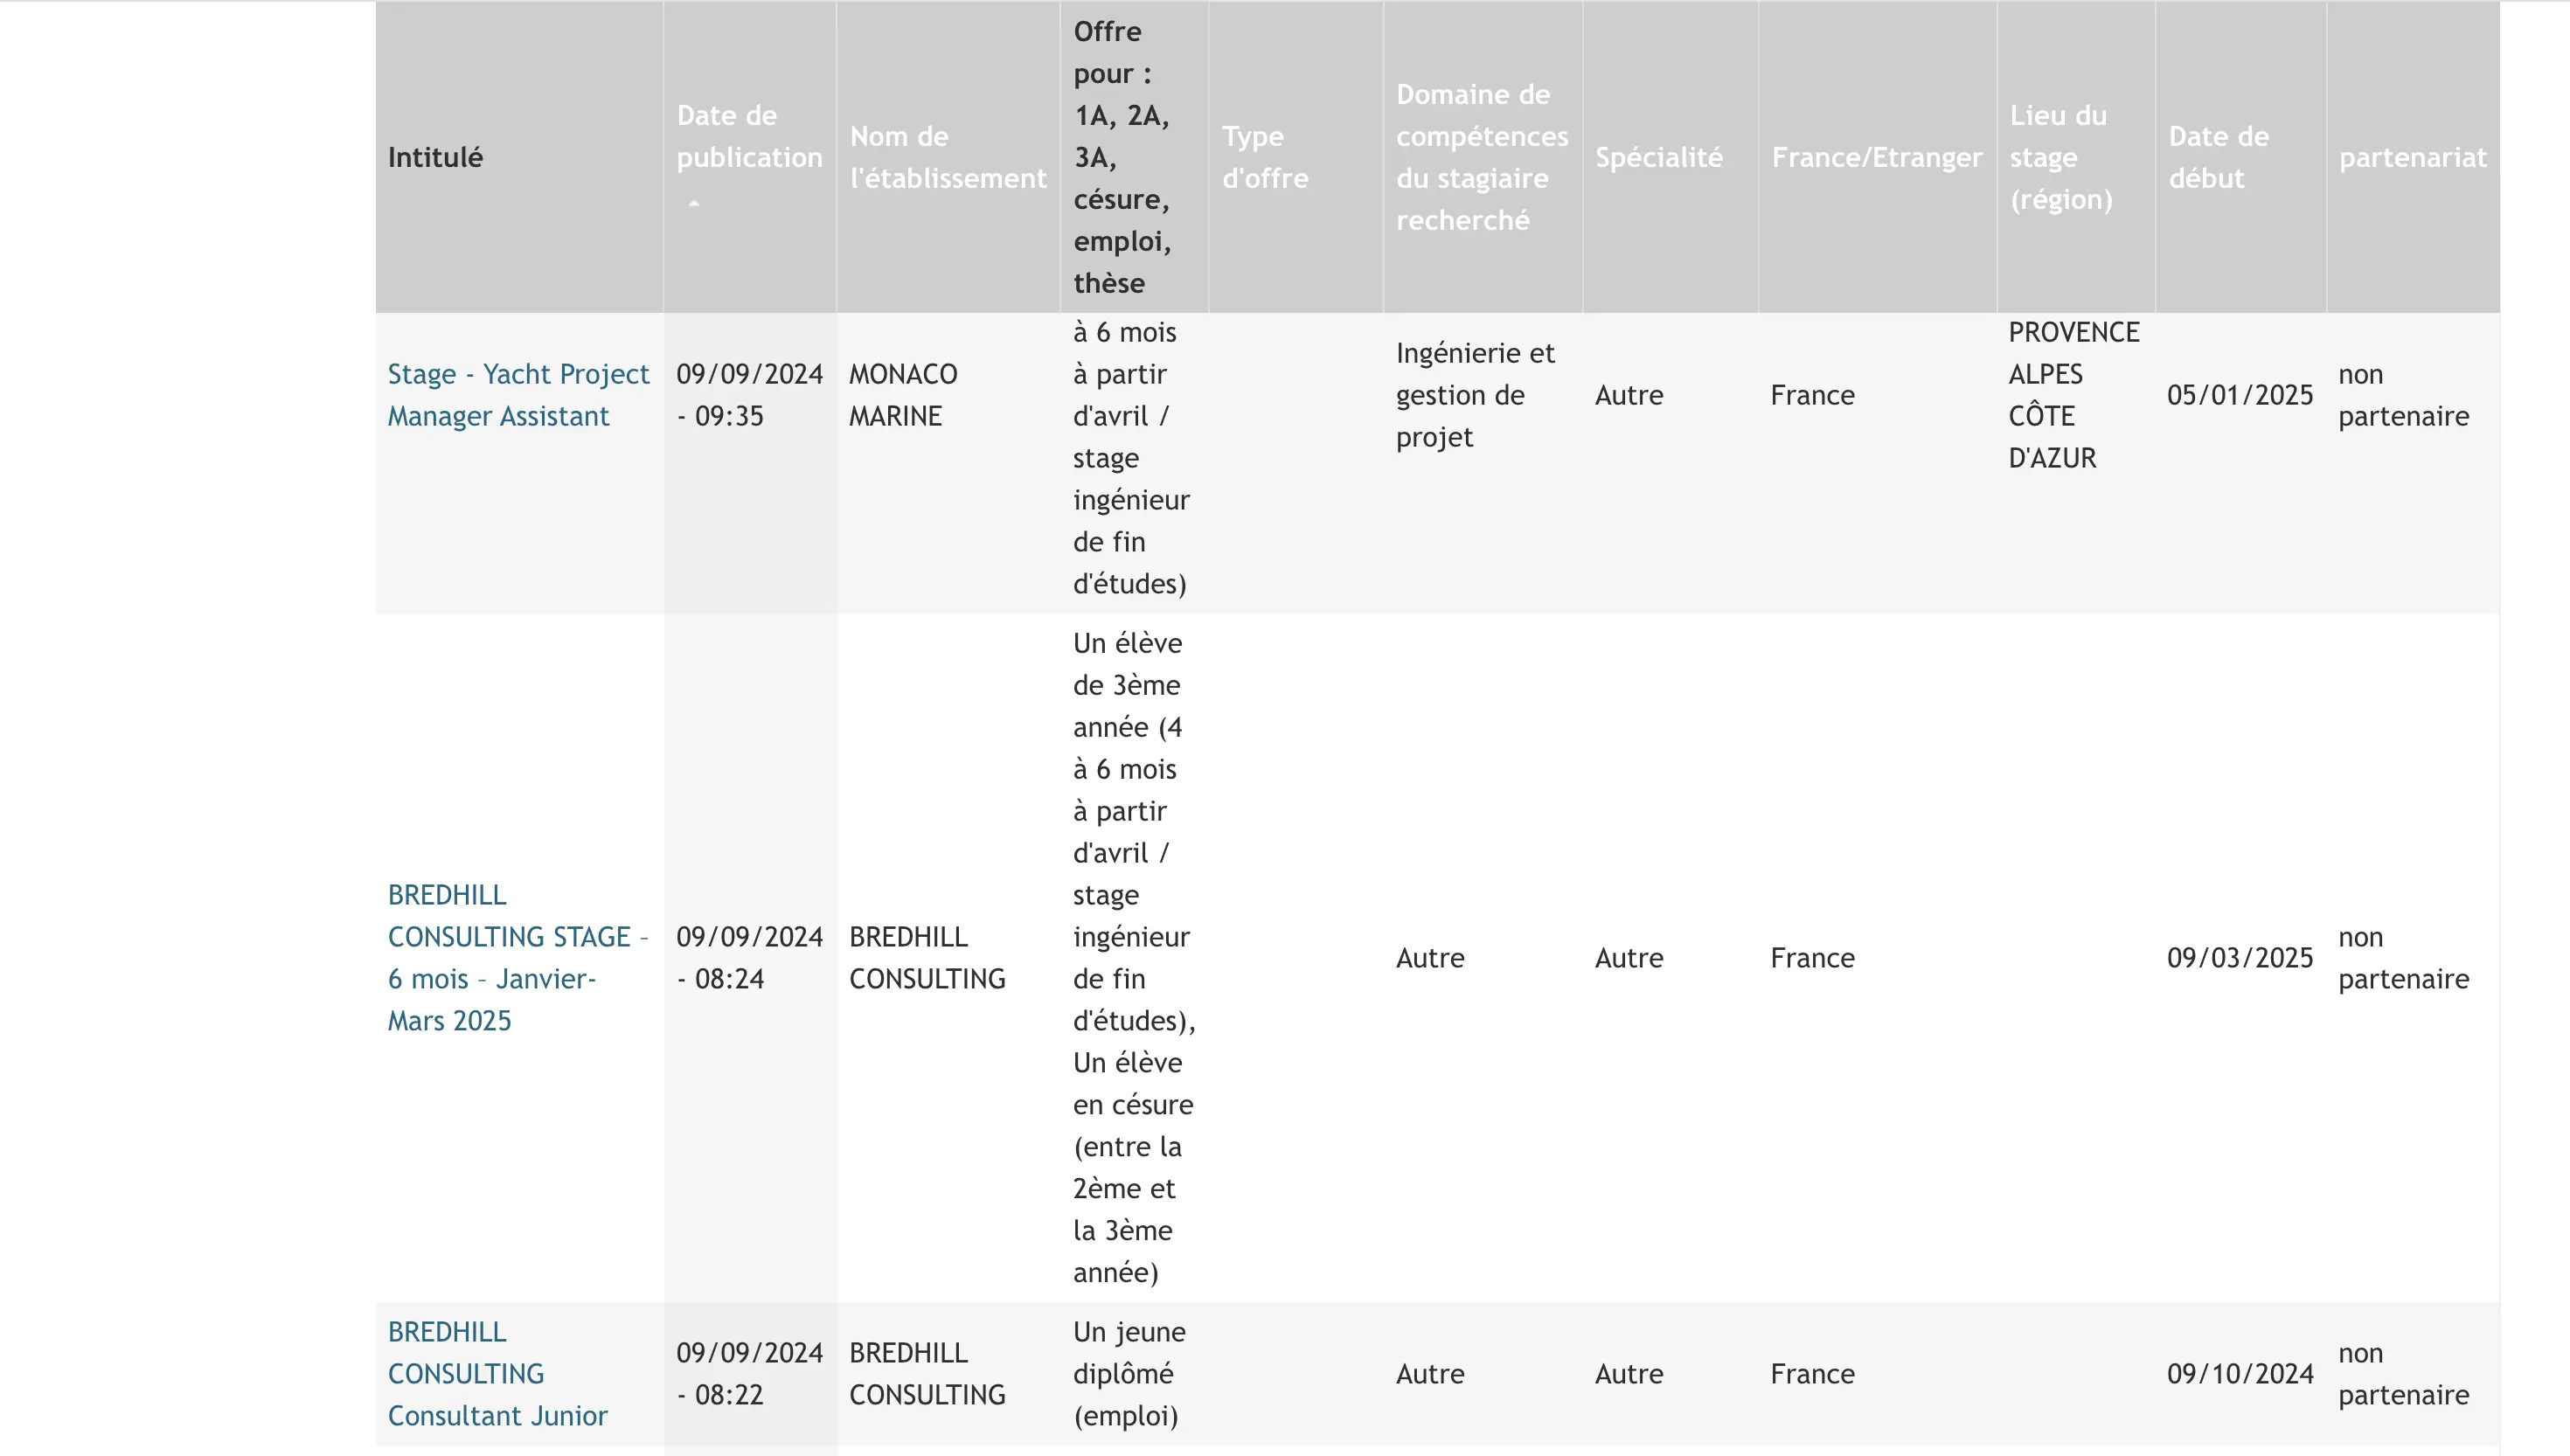 Intitulé
Date de
publication
Nom de
l'établissement
Offre
pour :
1A, 2A,
3A,
césure,
emploi,
thèse
Type
d'offre
Domaine de
compétences
du stagiaire
recherché
Spécialité
France/Etranger
Lieu du
stage
(région)
Date de
début
partenariat
Stage - Yacht Project
Manager Assistant
09/09/2024
- 09:35
MONACO
MARINE
à 6 mois
à partir
d'avril /
stage
ingénieur
de fin
d'études)
Ingénierie et
gestion de
projet
Autre
France
PROVENCE
ALPES
CÔTE
D'AZUR
05/01/2025
non
partenaire
BREDHILL
CONSULTING STAGE –
6 mois – Janvier-
Mars 2025
09/09/2024
- 08:24
BREDHILL
CONSULTING
Un élève
de 3ème
année (4
à 6 mois
à partir
d'avril /
stage
ingénieur
de fin
d'études),
Un élève
en césure
(entre la
2ème et
la 3ème
année)
Autre
Autre
France
09/03/2025
non
partenaire
BREDHILL
CONSULTING
Consultant Junior
09/09/2024
- 08:22
BREDHILL
CONSULTING
Un jeune
diplômé
(emploi)
Autre
Autre
France
09/10/2024
non
partenaire